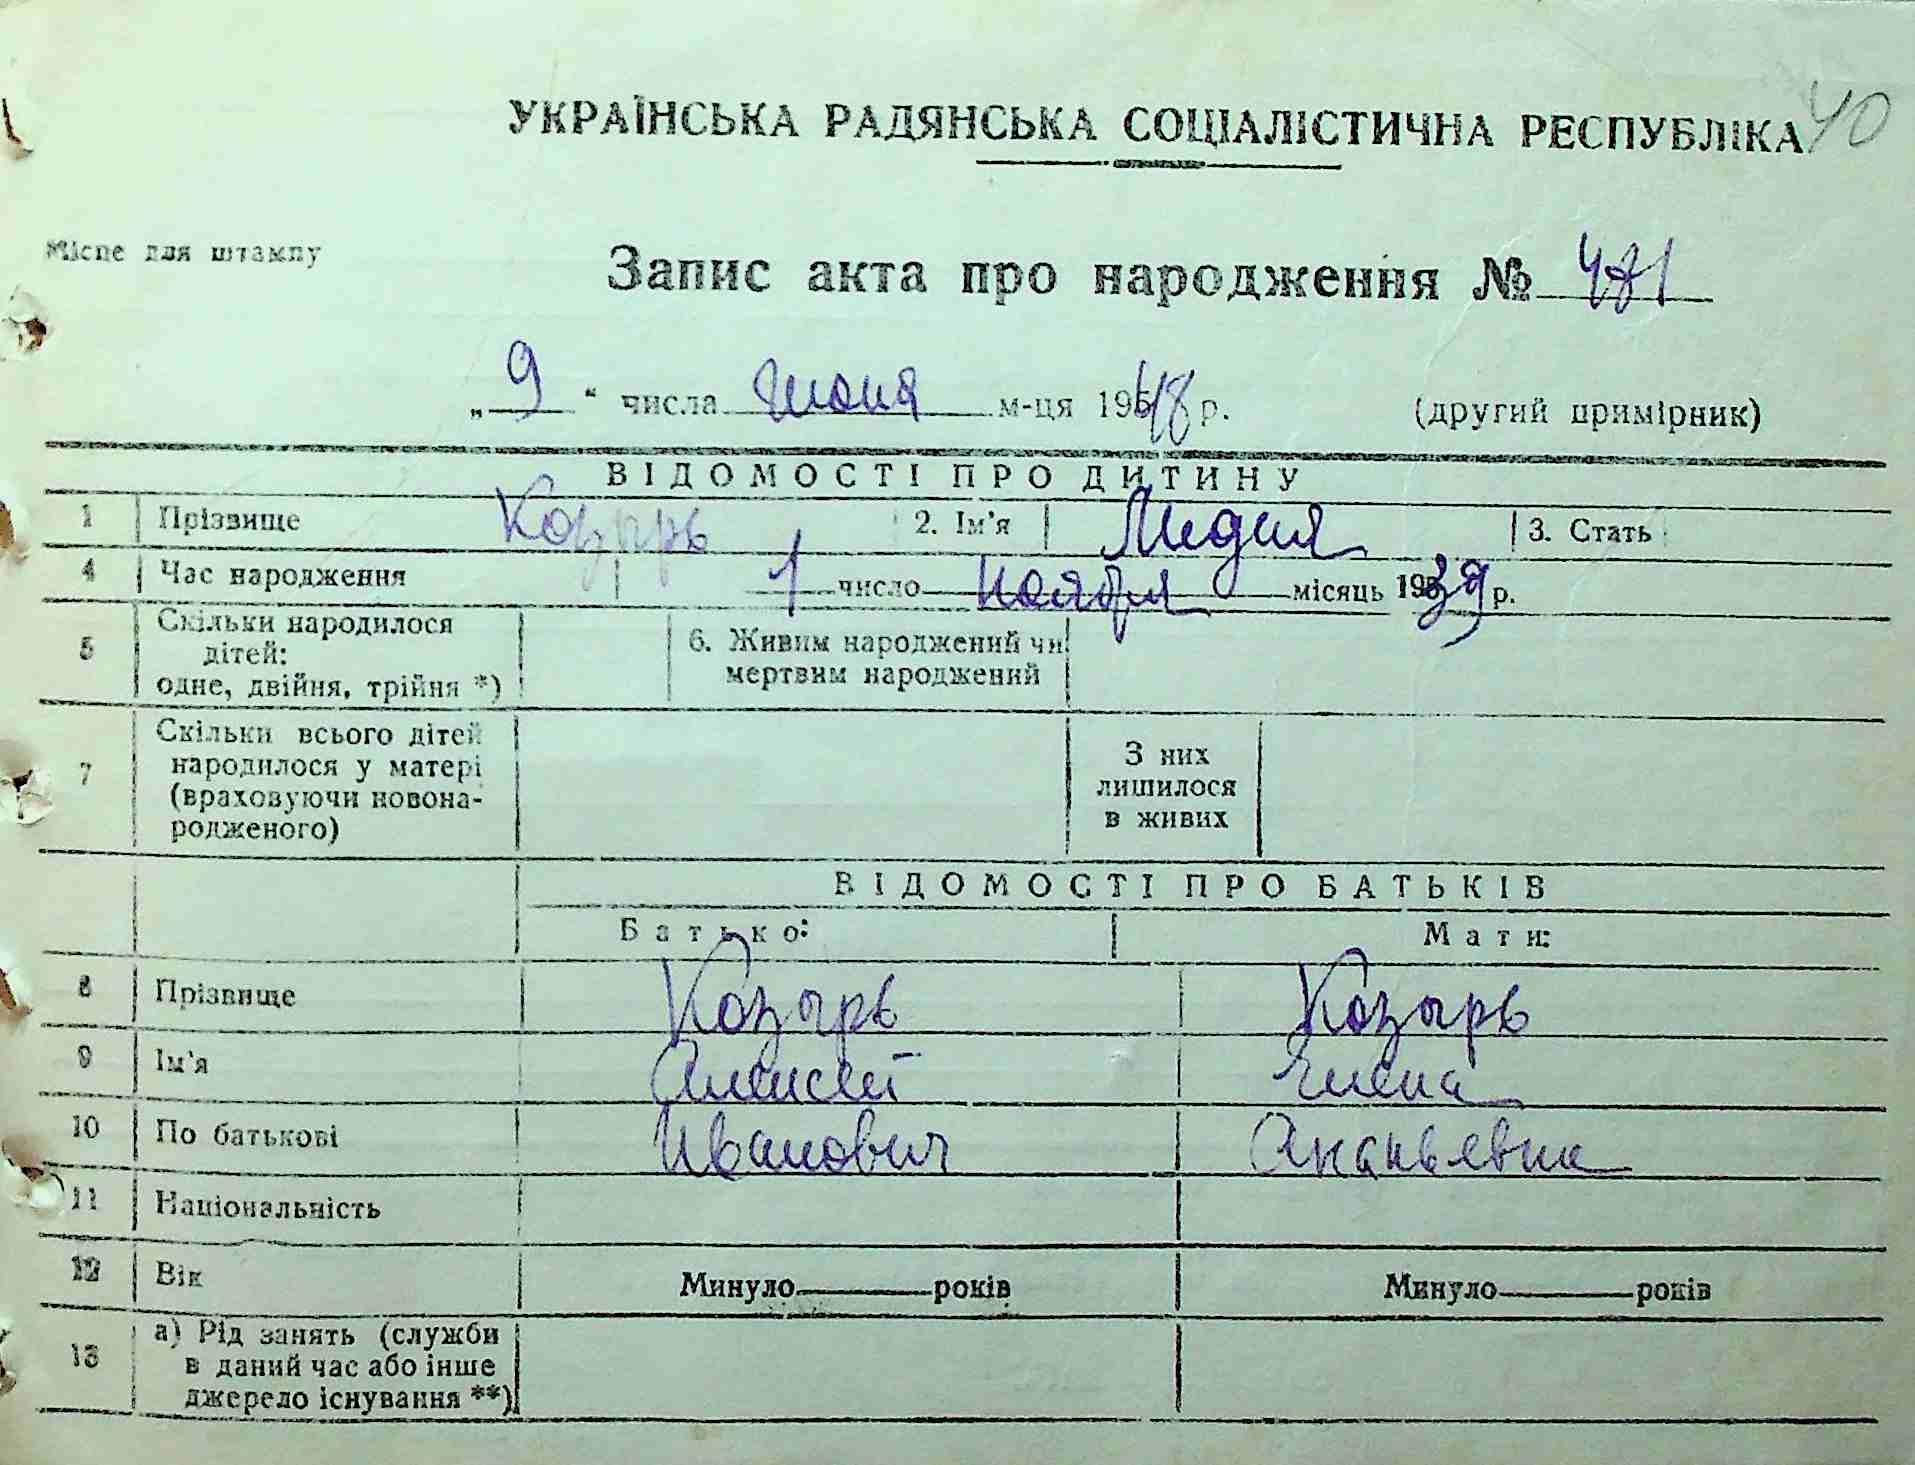 40
УКРАЇНСЬКА РАДЯНСЬКА СОЦІАЛІСТИЧНА РЕСПУБЛІКА
Місце для штампу
Запис акта про народження № 471
„ 9 “ числа июня м-ця 1948 р. (другий примірник)
ВІДОМОСТІ ПРО ДИТИНУ
1 Прізвище Козырь 2. Ім'я Лидия 3. Стать
4 Час народження 1 число ноября місяць 1939 р.
5 Скільки народилося дітей: одне, двійня, трійня *) 6. Живим народжений чи мертвим народжений
7 Скільки всього дітей народилося у матері (враховуючи новонародженого) З них лишилося в живих
ВІДОМОСТІ ПРО БАТЬКІВ
Батько: Мати:
8 Прізвище Козырь Козырь
9 Ім'я Алексей Елена
10 По батькові Иванович Ананьевна
11 Національність
12 Вік Минуло років Минуло років
13 а) Рід занять (служби в даний час або інше джерело існування **)